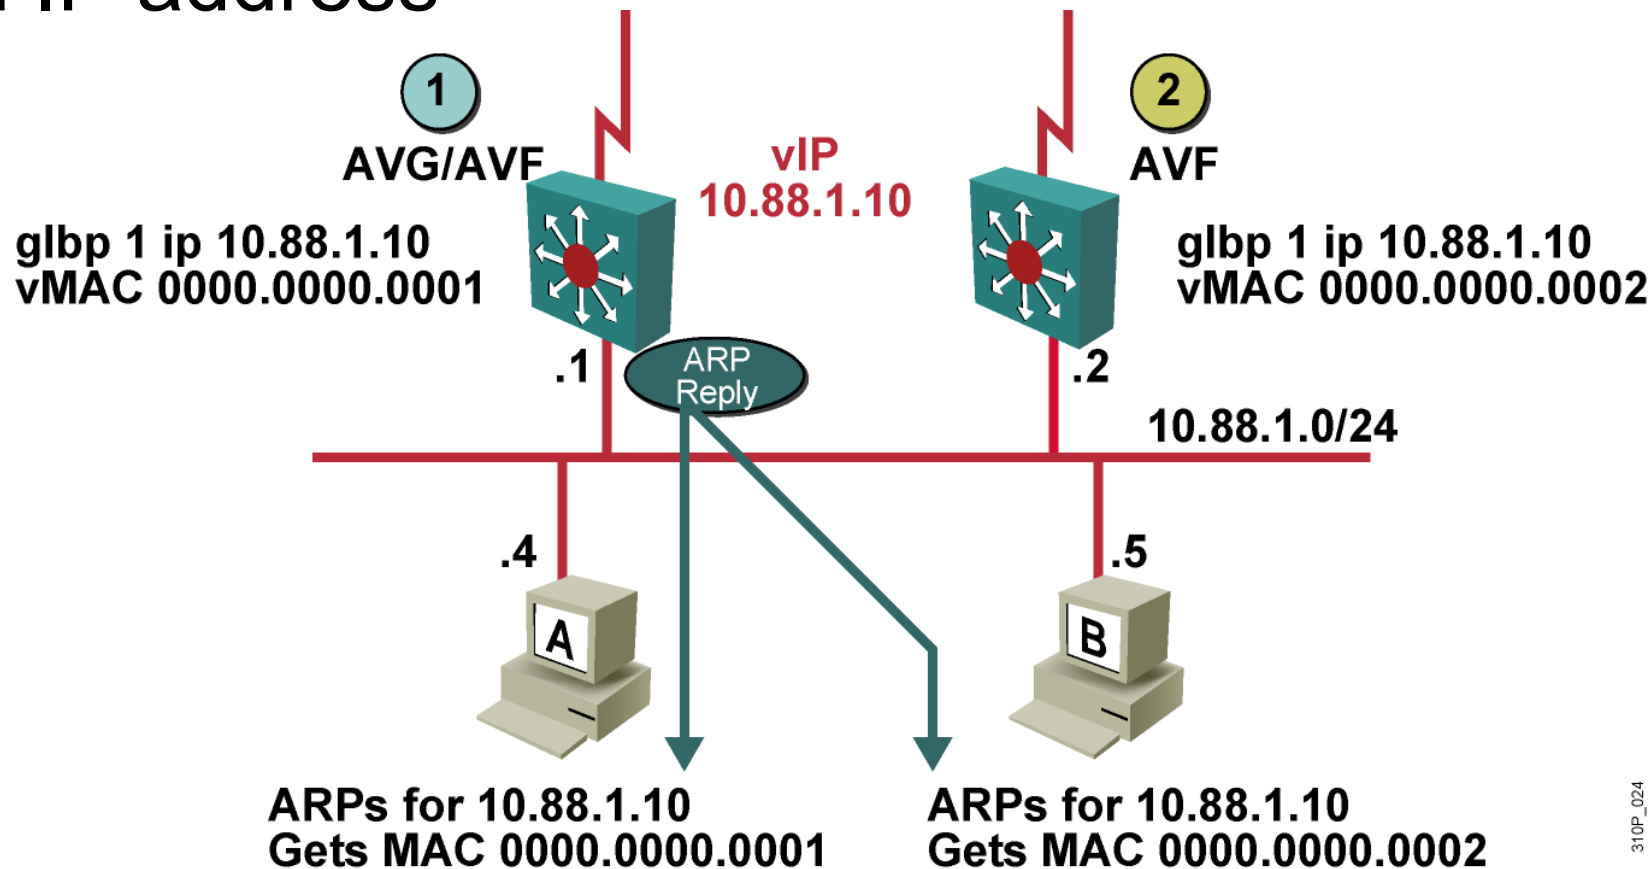 IP address
1
2
AVG/AVF
vIP
10.88.1.10
AVF
glbp 1 ip 10.88.1.10
vMAC 0000.0000.0001
glbp 1 ip 10.88.1.10
vMAC 0000.0000.0002
.1
ARP
Reply
.2
10.88.1.0/24
.4
.5
A
B
ARPs for 10.88.1.10
Gets MAC 0000.0000.0001
ARPs for 10.88.1.10
Gets MAC 0000.0000.0002
310P_024